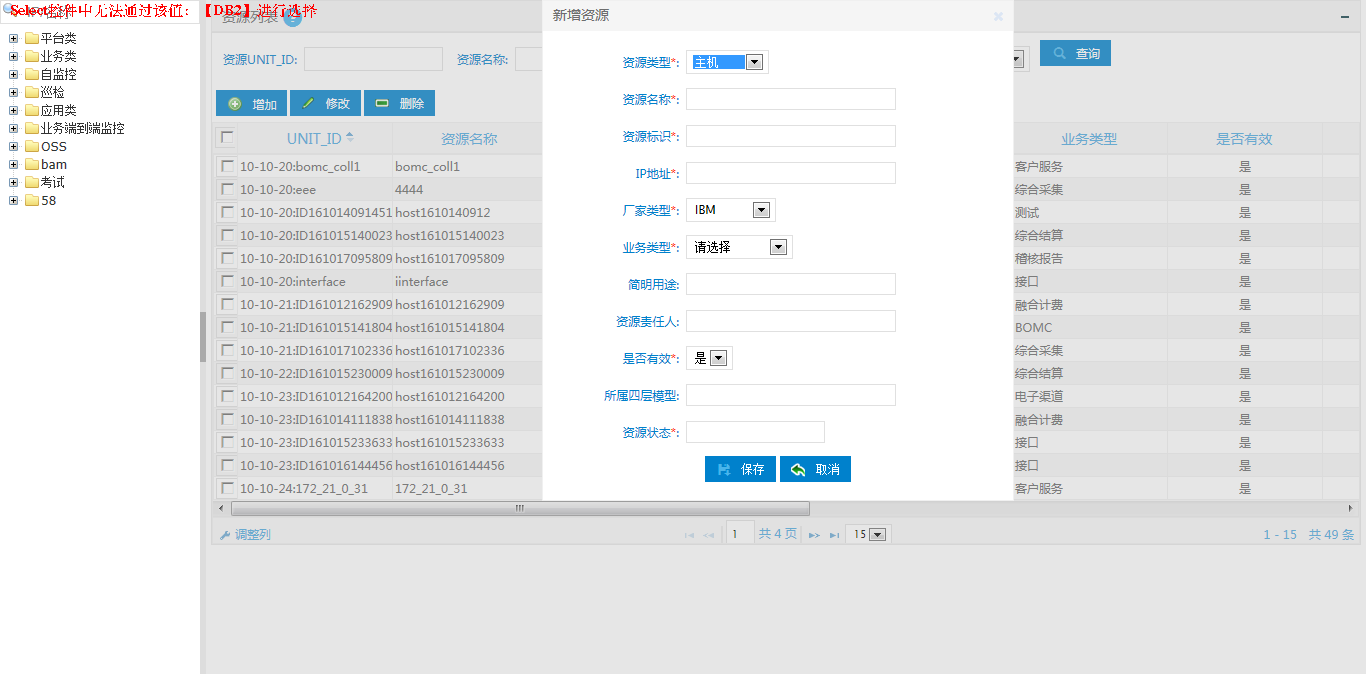 Select控件中无法通过该值：【DB2】进行选择
资源列表
平台类
业务类
自监控
巡检
应用类
业务端到端监控
OSS
bam
考试
58
资源UNIT_ID:
资源名称:
查询
增加
修改
删除
UNIT_ID
资源名称
业务类型
是否有效
10-10-20:bomc_coll1 bomc_coll1 客户服务 是
10-10-20:eee 4444 综合采集 是
10-10-20:ID161014091451 host1610140912 测试 是
10-10-20:ID161015140023 host161015140023 综合结算 是
10-10-20:ID161017095809 host161017095809 稽核报告 是
10-10-20:interface iinterface 接口 是
10-10-21:ID161012162909 host161012162909 融合计费 是
10-10-21:ID161015141804 host161015141804 BOMC 是
10-10-21:ID161017102336 host161017102336 综合采集 是
10-10-22:ID161015230009 host161015230009 综合结算 是
10-10-23:ID161012164200 host161012164200 电子渠道 是
10-10-23:ID161014111838 host161014111838 融合计费 是
10-10-23:ID161015233633 host161015233633 接口 是
10-10-23:ID161016144456 host161016144456 接口 是
10-10-24:172_21_0_31 172_21_0_31 客户服务 是
调整列
1 共 4 页
15
1 - 15 共 49 条
新增资源
资源类型*: 主机
资源名称*:
资源标识*:
IP地址*:
厂家类型*: IBM
业务类型*: 请选择
简明用途:
资源责任人:
是否有效*: 是
所属四层模型:
资源状态*:
保存
取消